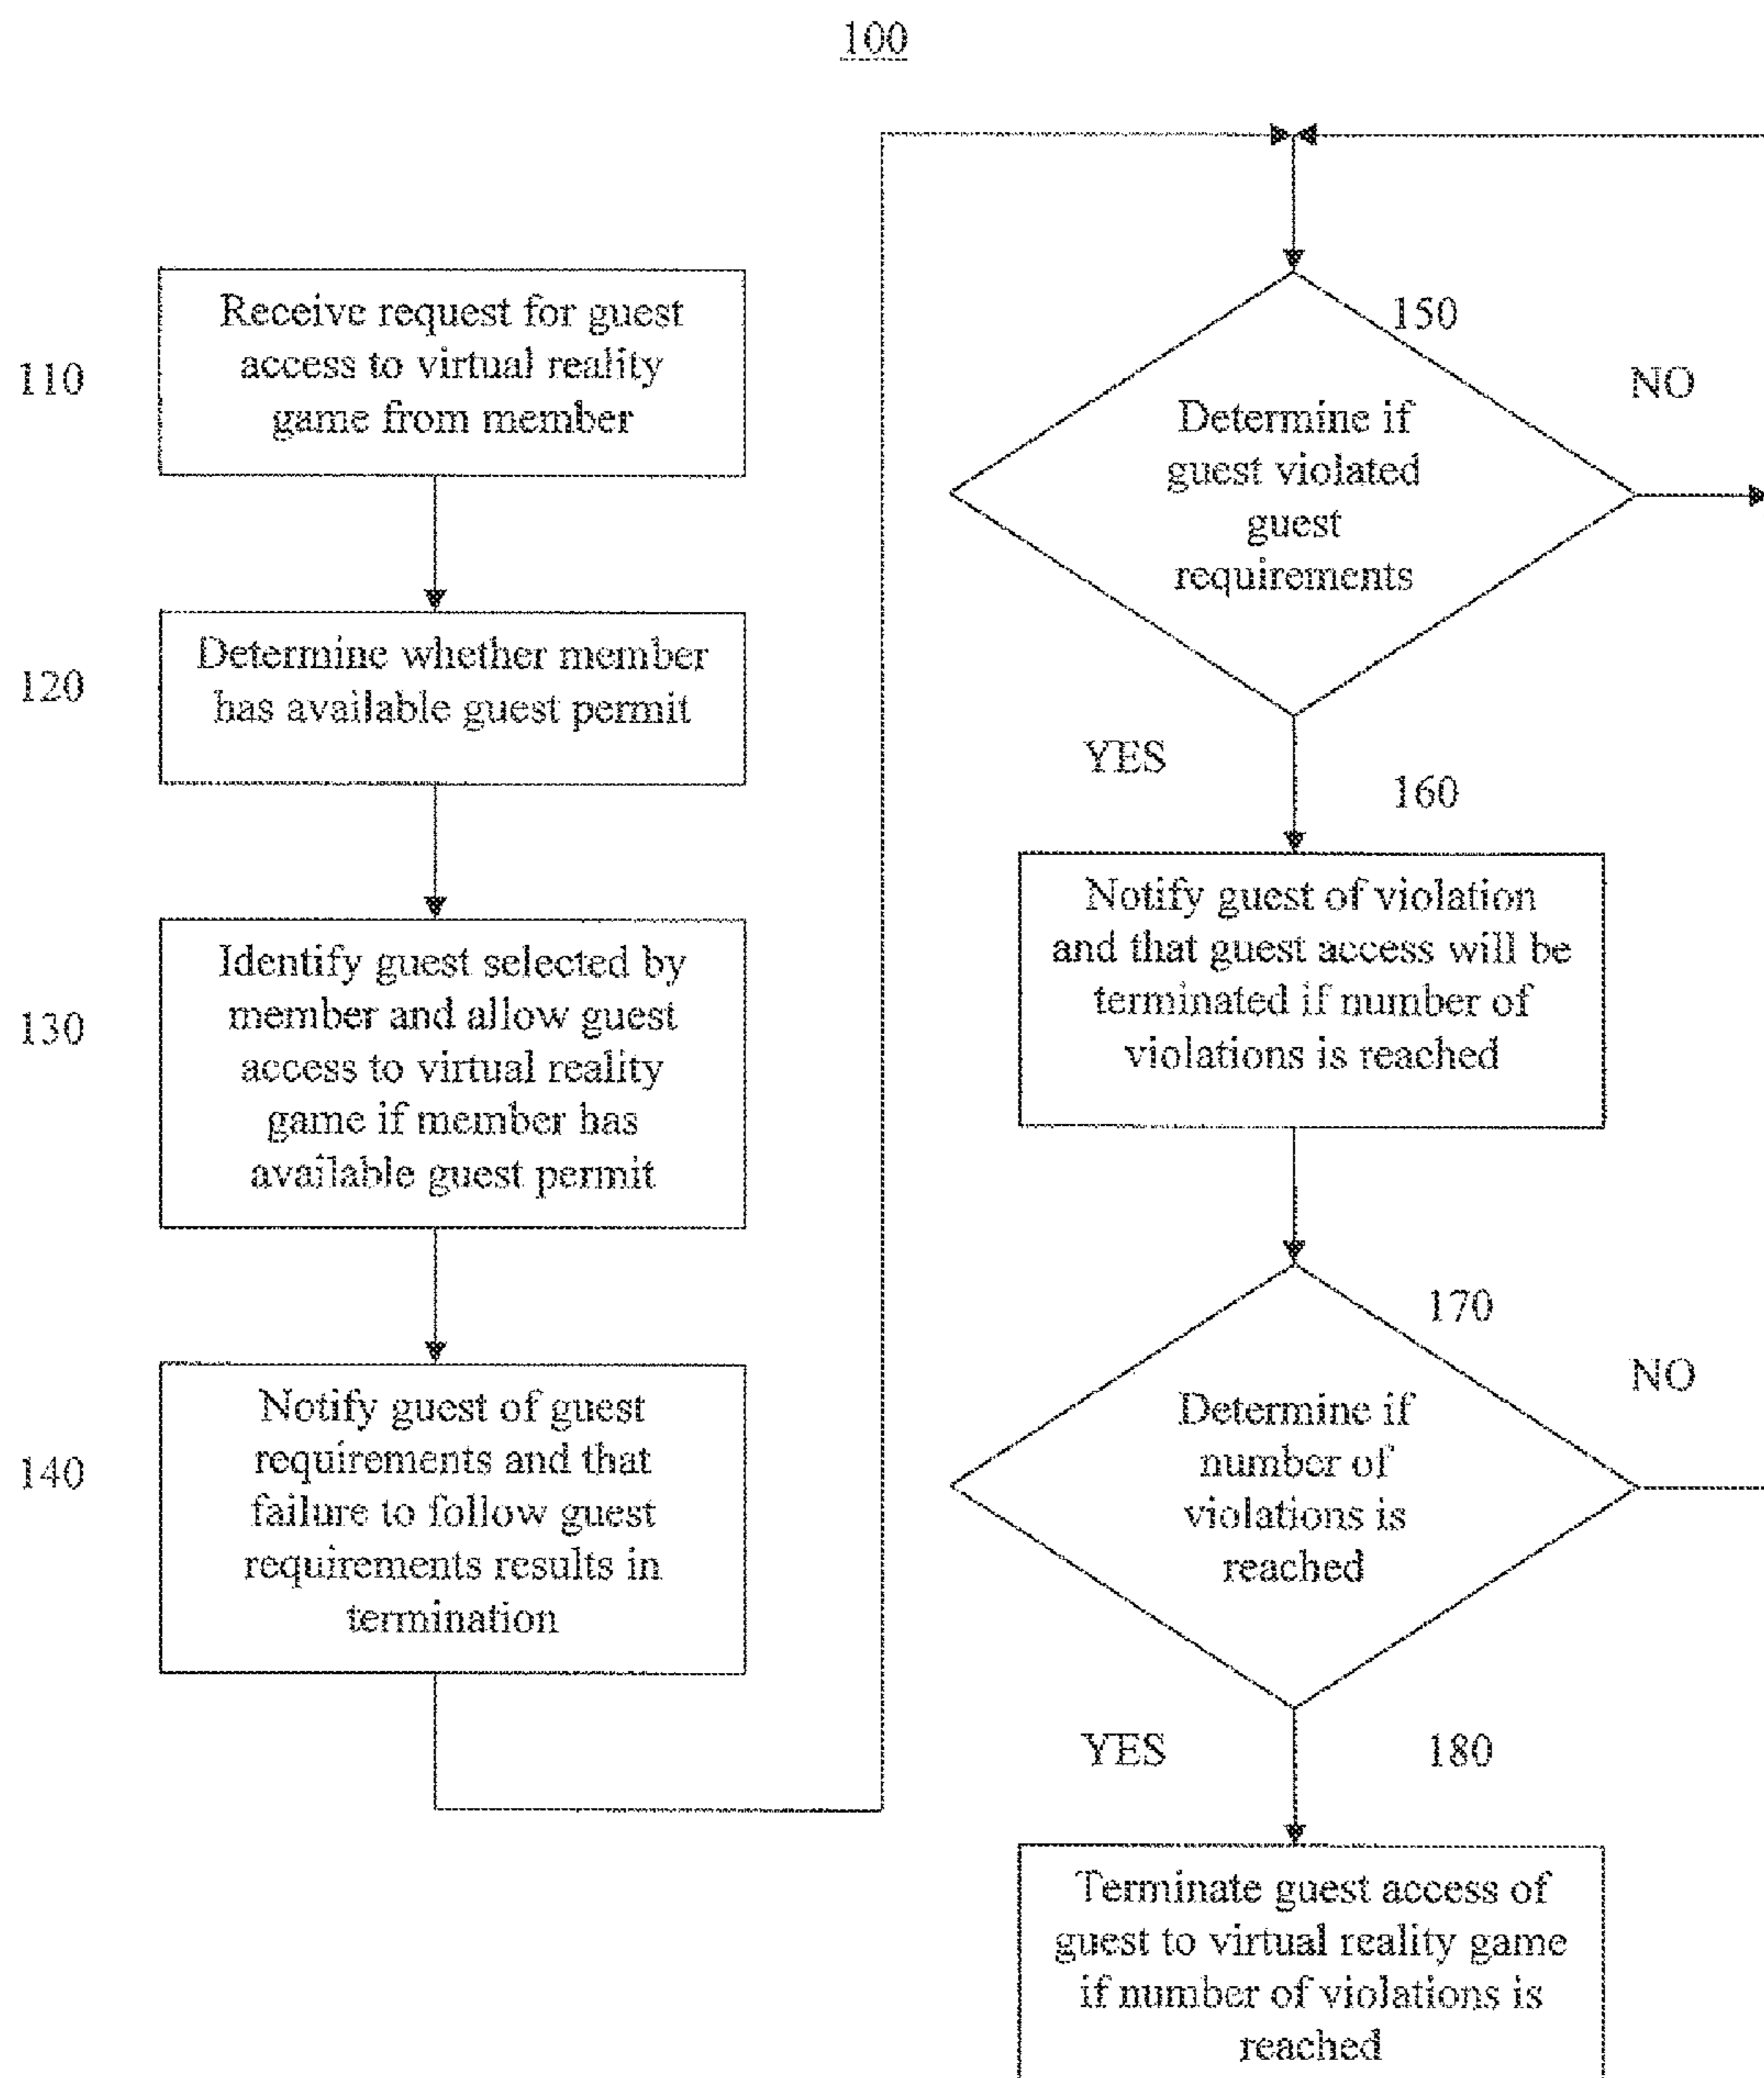 100
110
Receive request for guest
access to virtual reality
game from member
120
Determine whether member
has available guest permit
130
Identify guest selected by
member and allow guest
access to virtual reality
game if member has
available guest permit
140
Notify guest of guest
requirements and that
failure to follow guest
requirements results in
termination
150
Determine if
guest violated
guest
requirements
NO
YES
160
Notify guest of violation
and that guest access will be
terminated if number of
violations is reached
170
Determine if
number of
violations is
reached
NO
YES
180
Terminate guest access of
guest to virtual reality game
if number of violations is
reached